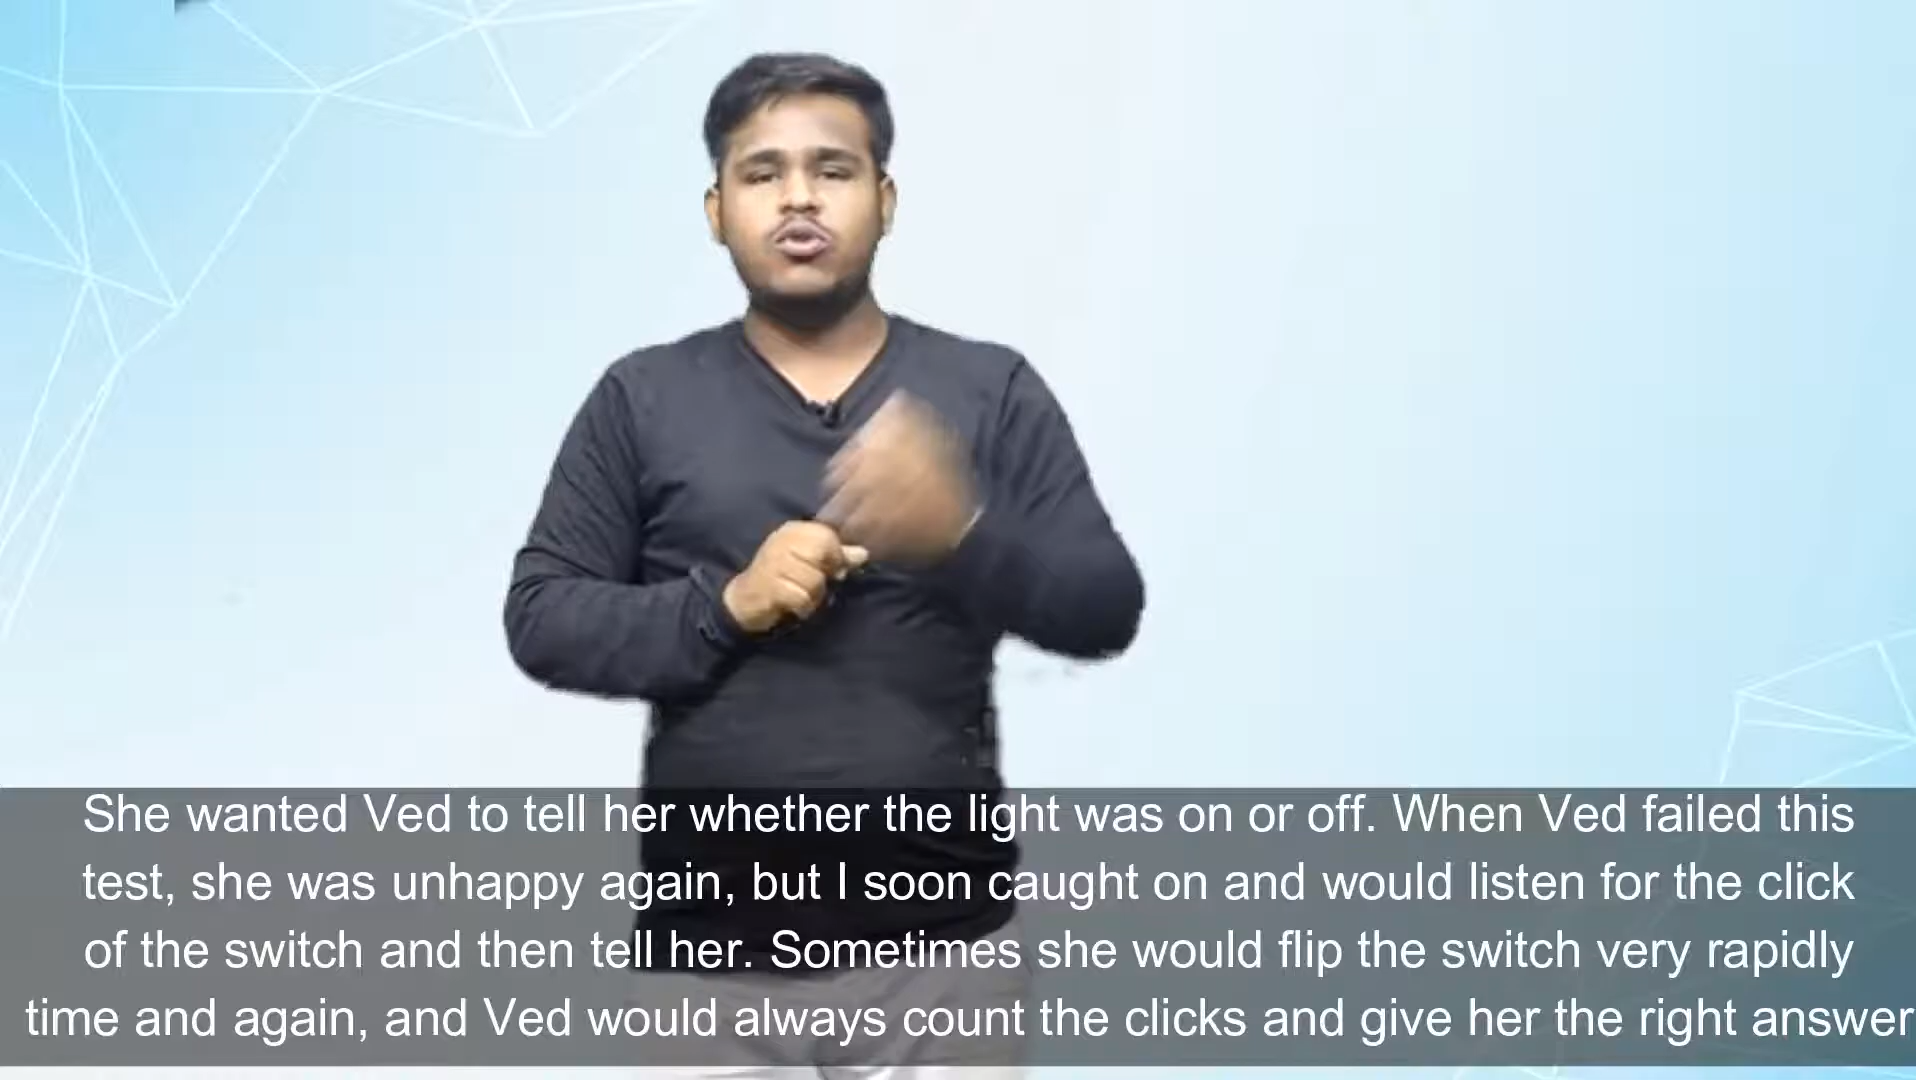 She wanted Ved to tell her whether the light was on or off. When Ved failed this
test, she was unhappy again, but I soon caught on and would listen for the click
of the switch and then tell her. Sometimes she would flip the switch very rapidly
time and again, and Ved would always count the clicks and give her the right answer